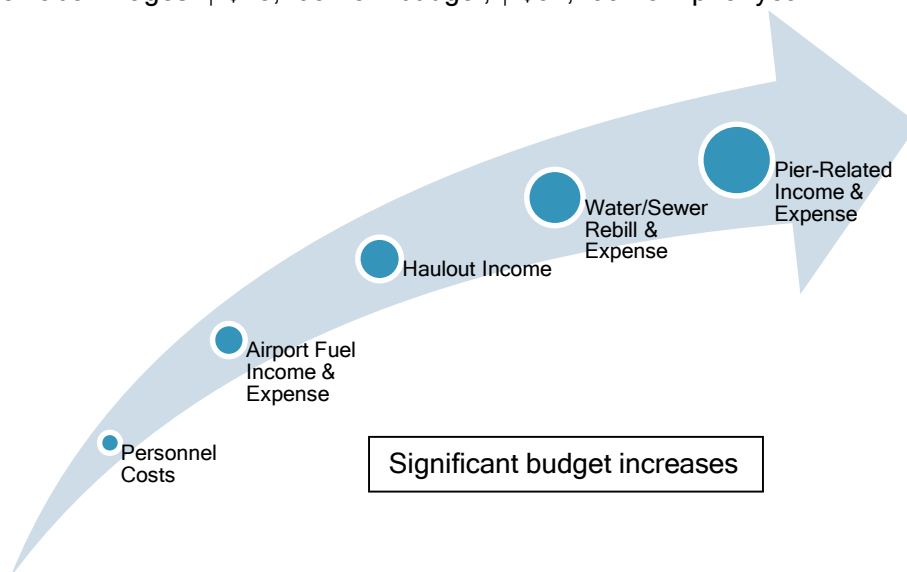 Pier-Related
Income &
Expense
Water/Sewer
Rebill &
Expense
Haulout Income
Airport Fuel
Income &
Expense
Personnel
Costs
Significant budget increases